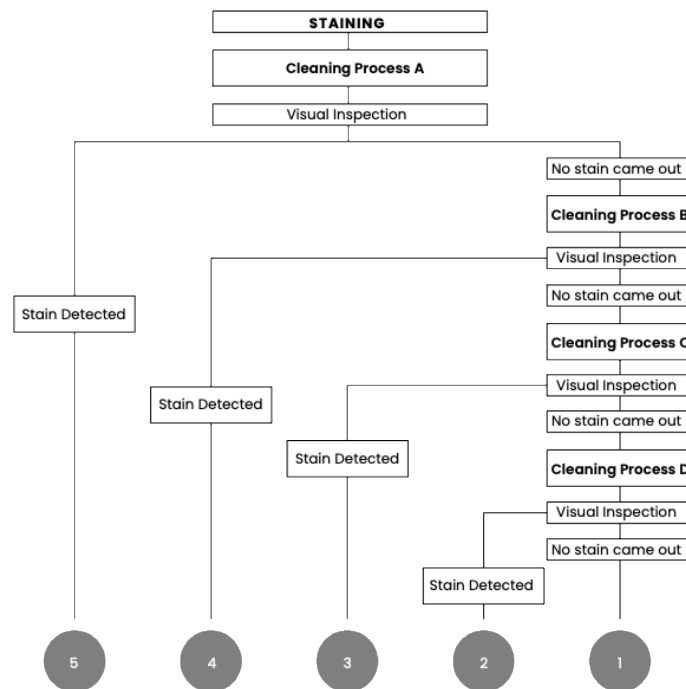 STAINING
Cleaning Process A
Visual Inspection
No stain came out
Cleaning Process B
Visual Inspection
Stain Detected
No stain came out
Cleaning Process C
Visual Inspection
Stain Detected
No stain came out
Stain Detected
Cleaning Process D
Visual Inspection
No stain came out
Stain Detected
5 4 3 2 1